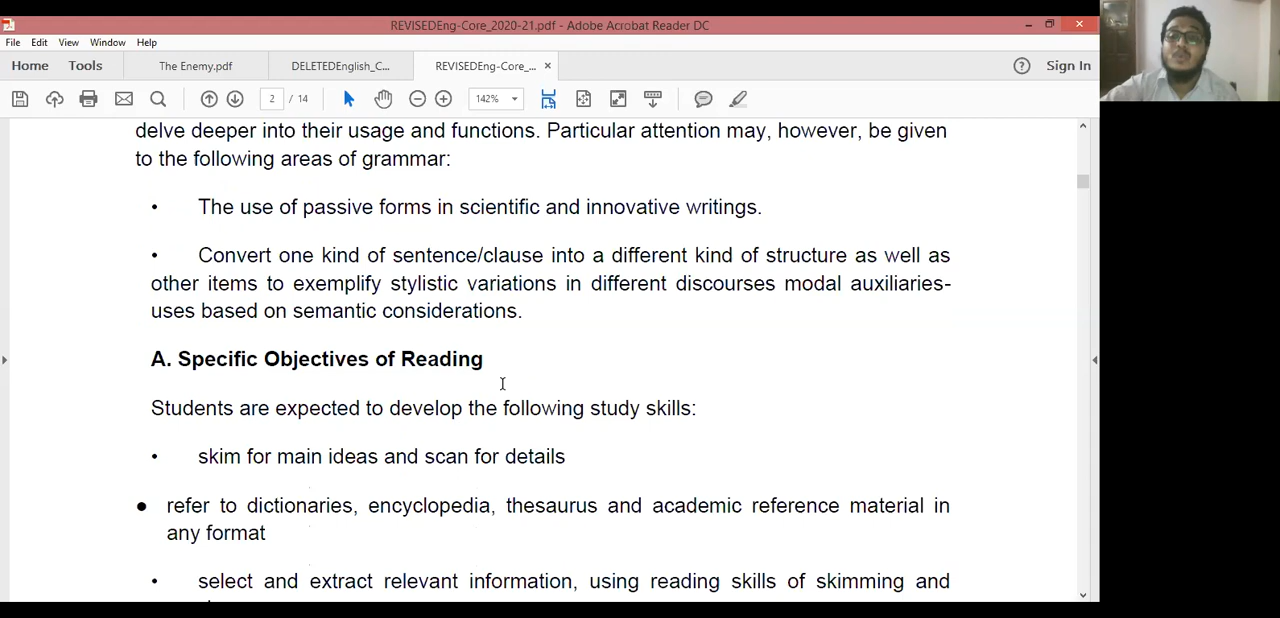 REVISEDEng-Core_2020-21.pdf - Adobe Acrobat Reader DC
File Edit View Window Help
Home Tools The Enemy.pdf DELETEDEnglish_C... REVISEDEng-Core_... × Sign In
2 / 14 142%
delve deeper into their usage and functions. Particular attention may, however, be given
to the following areas of grammar:
• The use of passive forms in scientific and innovative writings.
• Convert one kind of sentence/clause into a different kind of structure as well as
other items to exemplify stylistic variations in different discourses modal auxiliaries-
uses based on semantic considerations.
A. Specific Objectives of Reading
Students are expected to develop the following study skills:
• skim for main ideas and scan for details
● refer to dictionaries, encyclopedia, thesaurus and academic reference material in
any format
• select and extract relevant information, using reading skills of skimming and